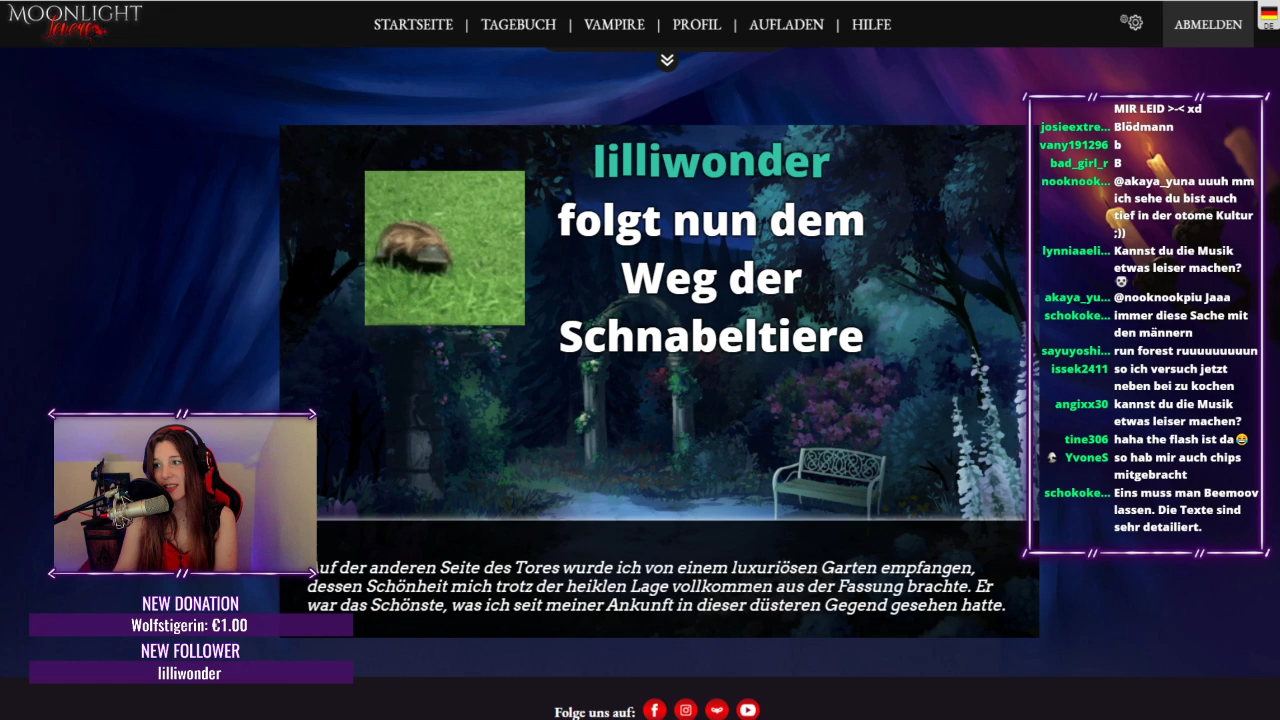 MOONLIGHT
Lovers
STARTSEITE | TAGEBUCH | VAMPIRE | PROFIL | AUFLADEN | HILFE
ABMELDEN
DE
lilliwonder
folgt nun dem
Weg der
Schnabeltiere
MIR LEID >-< xd
josieextre... Blödmann
vany191296 b
bad_girl_r B
nooknook... @akaya_yuna uuuh mm
ich sehe du bist auch
tief in der otome Kultur
;))
lynniaaeli... Kannst du die Musik
etwas leiser machen?
akaya_yu... @nooknookpiu Jaaa
schokoke... immer diese Sache mit
den männern
sayuyoshi... run forest ruuuuuuuuun
issek2411 so ich versuch jetzt
neben bei zu kochen
angixx30 kannst du die Musik
etwas leiser machen?
tine306 haha the flash ist da😂
YvoneS so hab mir auch chips
mitgebracht
schokoke... Eins muss man Beemoov
lassen. Die Texte sind
sehr detailiert.
Auf der anderen Seite des Tores wurde ich von einem luxuriösen Garten empfangen,
dessen Schönheit mich trotz der heiklen Lage vollkommen aus der Fassung brachte. Er
war das Schönste, was ich seit meiner Ankunft in dieser düsteren Gegend gesehen hatte.
NEW DONATION
Wolfstigerin: €1.00
NEW FOLLOWER
lilliwonder
Folge uns auf: